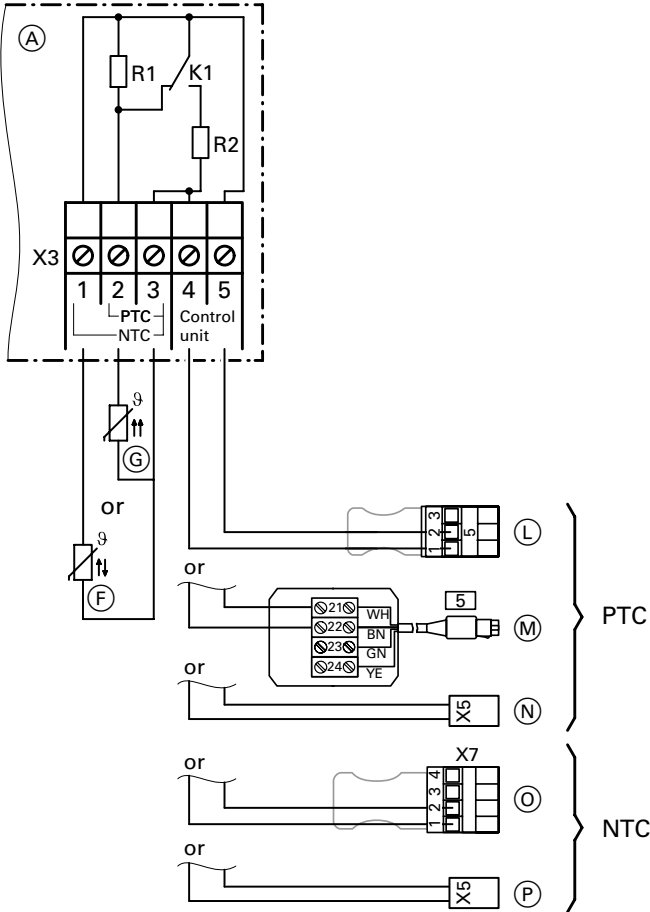 A
R1 K1
R2
X3
1 2 3 4 5
PTC Control
NTC unit
ϑ
G
or
ϑ
F
1 2 3 5 L
or
5
21 WH
22 BN M PTC
23 GN
24 YE
or
X5 N
or X7
1 2 3 4 O
NTC
or
X5 P